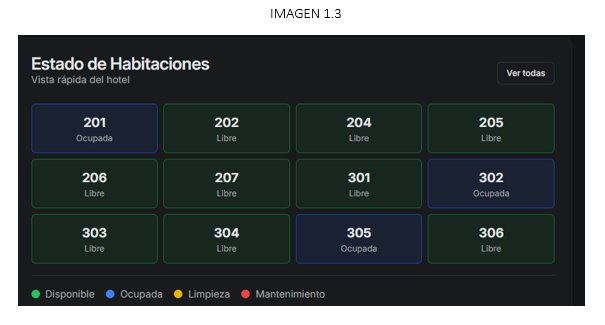 IMAGEN 1.3
Estado de Habitaciones
Vista rápida del hotel
Ver todas
201 202 204 205
Ocupada Libre Libre Libre
206 207 301 302
Libre Libre Libre Ocupada
303 304 305 306
Libre Libre Ocupada Libre
Disponible Ocupada Limpieza Mantenimiento